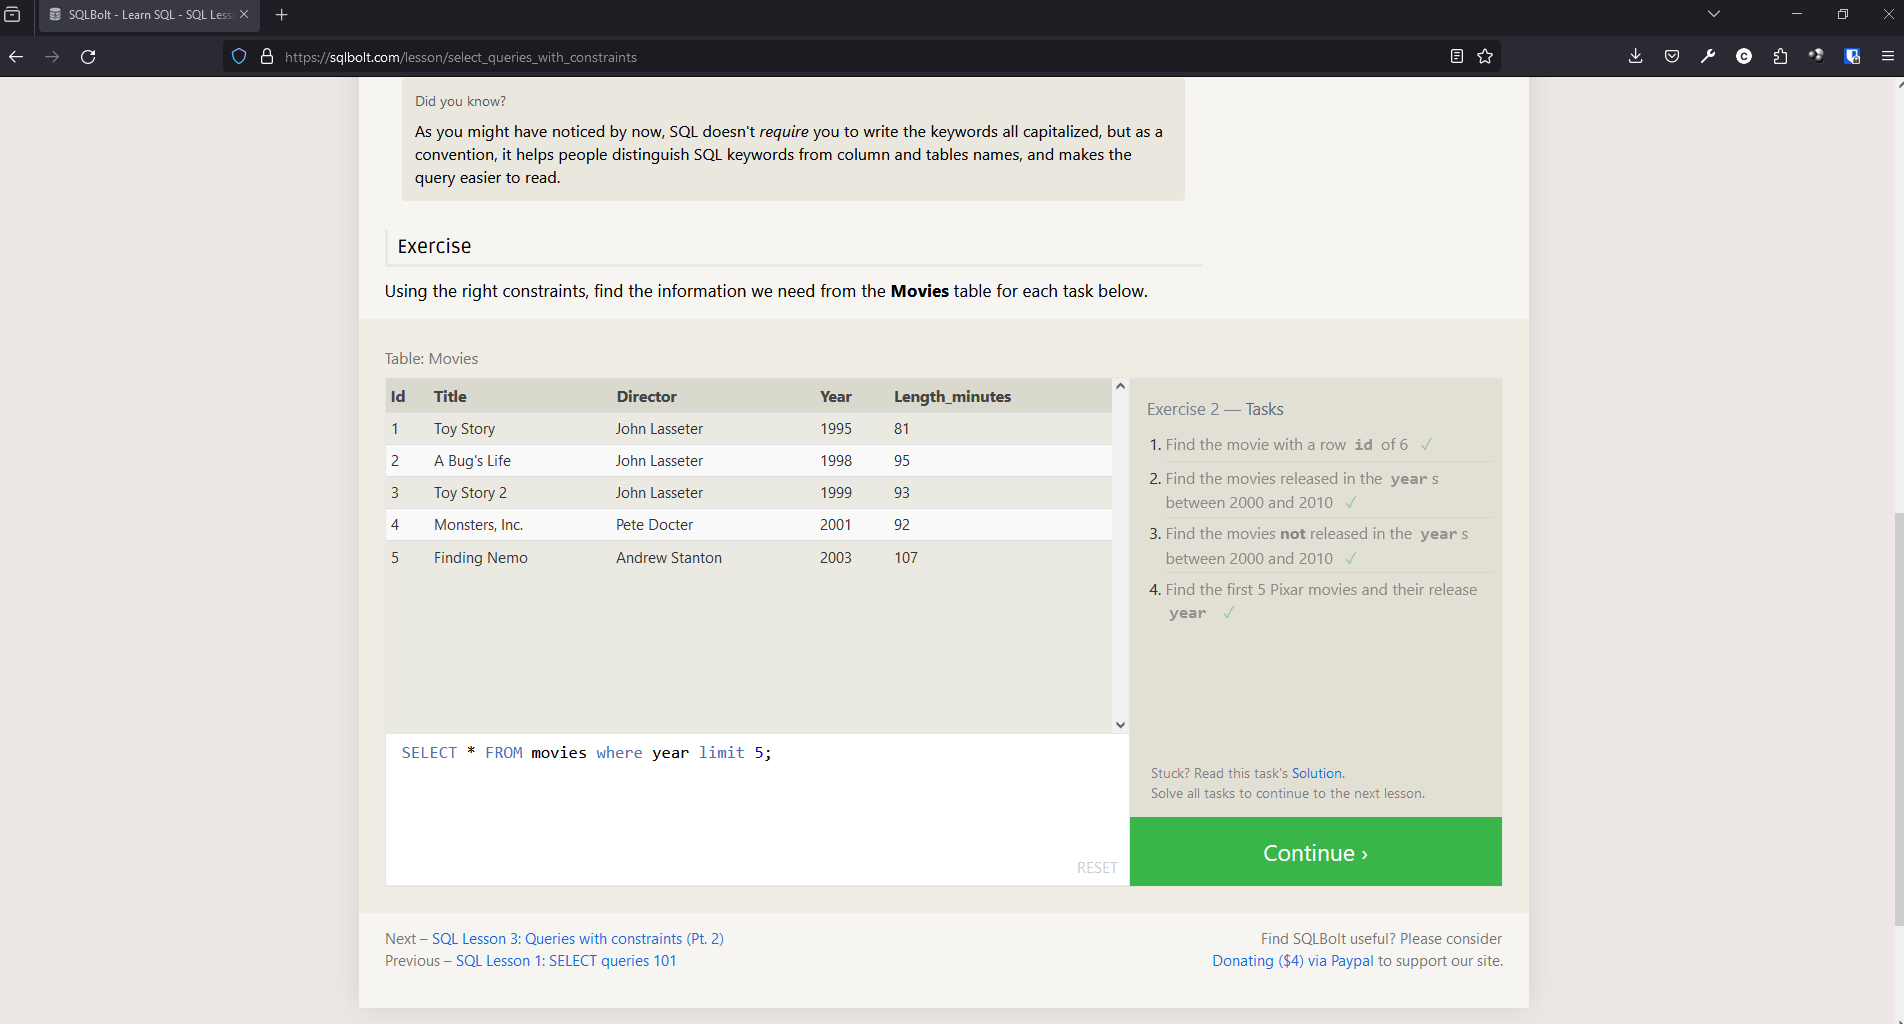 SQLBolt - Learn SQL - SQL Less
https://sqlbolt.com/lesson/select_queries_with_constraints
Did you know?
As you might have noticed by now, SQL doesn't require you to write the keywords all capitalized, but as a
convention, it helps people distinguish SQL keywords from column and tables names, and makes the
query easier to read.
Exercise
Using the right constraints, find the information we need from the Movies table for each task below.
Table: Movies
Id Title Director Year Length_minutes
1 Toy Story John Lasseter 1995 81
2 A Bug's Life John Lasseter 1998 95
3 Toy Story 2 John Lasseter 1999 93
4 Monsters, Inc. Pete Docter 2001 92
5 Finding Nemo Andrew Stanton 2003 107
SELECT * FROM movies where year limit 5;
RESET
Exercise 2 — Tasks
1. Find the movie with a row id of 6 ✓
2. Find the movies released in the year s
between 2000 and 2010 ✓
3. Find the movies not released in the year s
between 2000 and 2010 ✓
4. Find the first 5 Pixar movies and their release
year ✓
Stuck? Read this task's Solution.
Solve all tasks to continue to the next lesson.
Continue ›
Next – SQL Lesson 3: Queries with constraints (Pt. 2)
Previous – SQL Lesson 1: SELECT queries 101
Find SQLBolt useful? Please consider
Donating ($4) via Paypal to support our site.